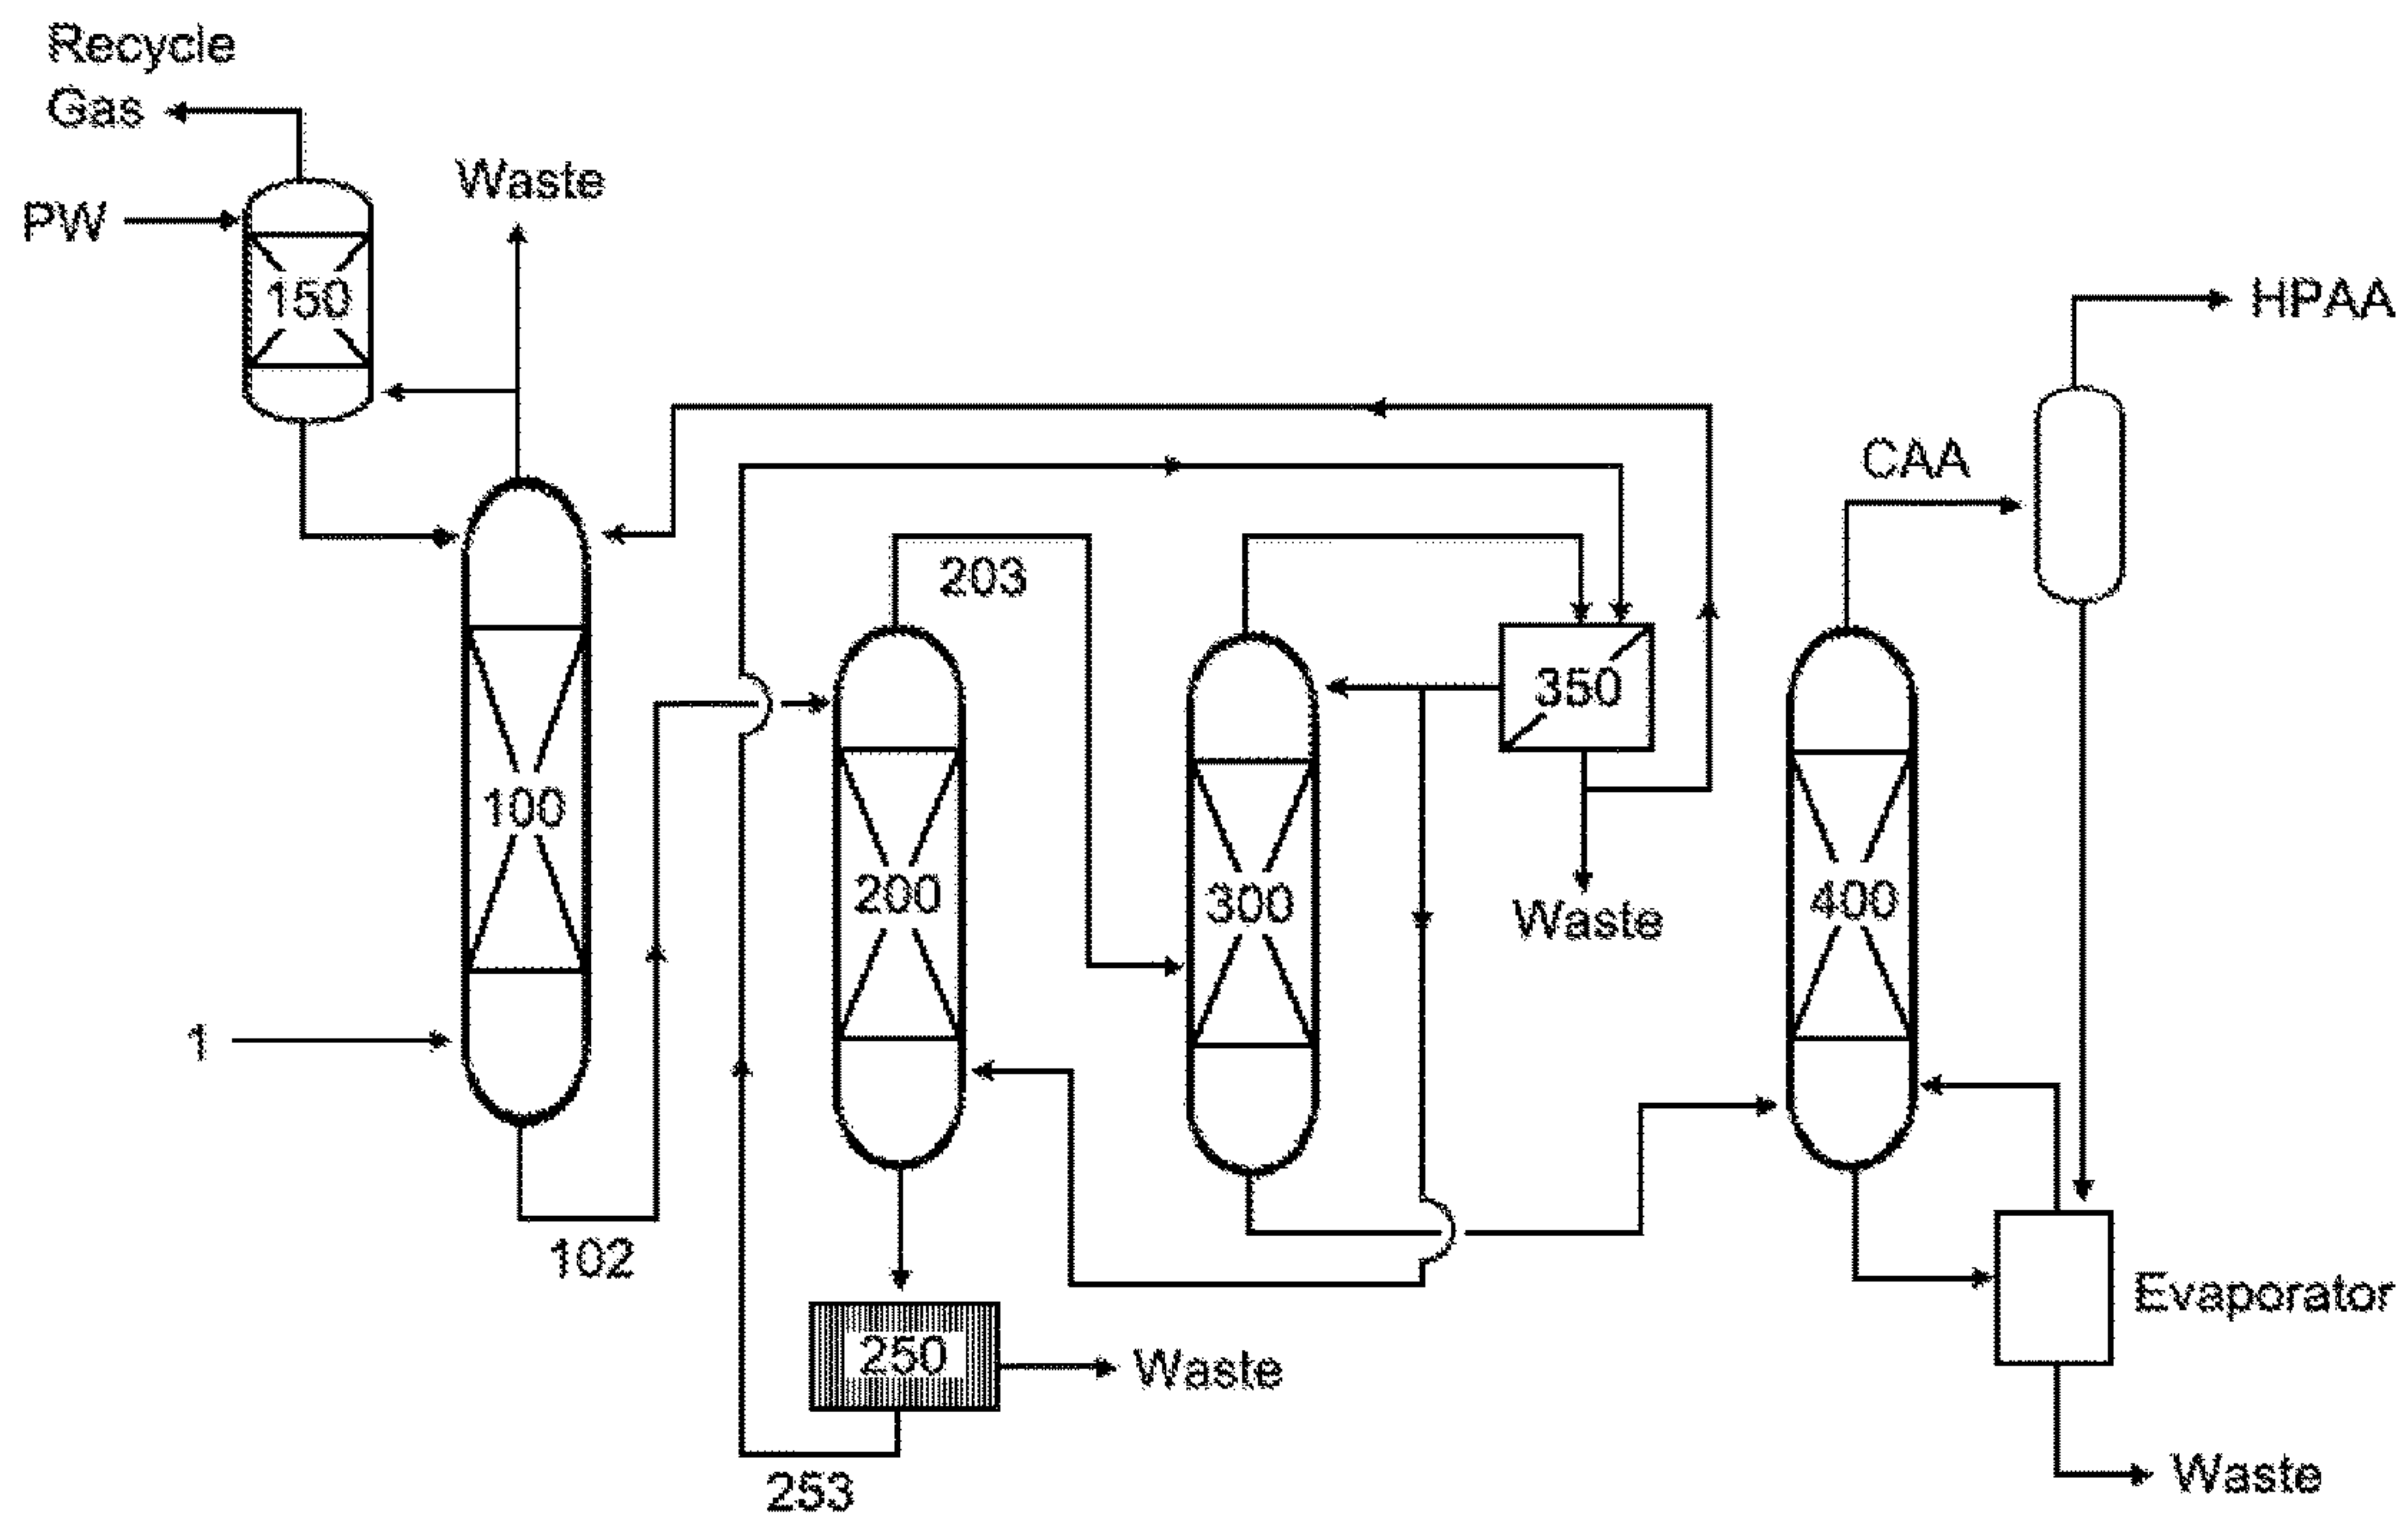 Recycle
Gas
Waste
PW
150
HPAA
CAA
203
350
100
200
300
400
Waste
1
102
250
Waste
Evaporator
253
Waste